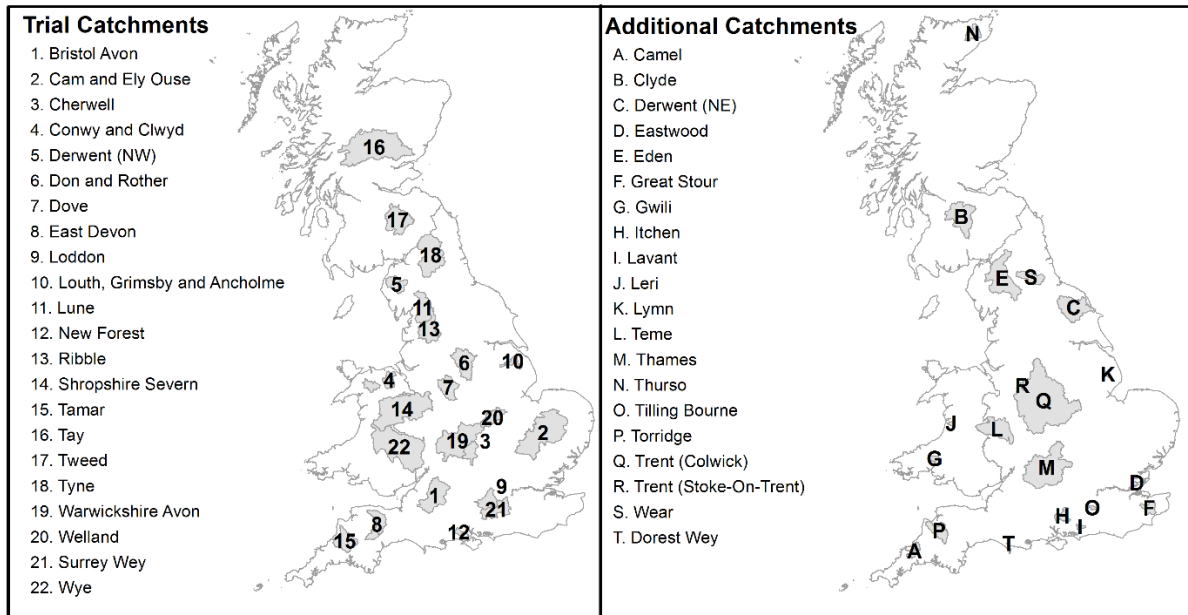 Trial Catchments
1. Bristol Avon
2. Cam and Ely Ouse
3. Cherwell
4. Conwy and Clwyd
5. Derwent (NW)
6. Don and Rother
7. Dove
8. East Devon
9. Loddon
10. Louth, Grimsby and Ancholme
11. Lune
12. New Forest
13. Ribble
14. Shropshire Severn
15. Tamar
16. Tay
17. Tweed
18. Tyne
19. Warwickshire Avon
20. Welland
21. Surrey Wey
22. Wye
16
17
18
5
11
13
6
10
4
7
14
20
2
22
19
3
1
9
21
8
12
15
Additional Catchments
A. Camel
B. Clyde
C. Derwent (NE)
D. Eastwood
E. Eden
F. Great Stour
G. Gwili
H. Itchen
I. Lavant
J. Leri
K. Lymn
L. Teme
M. Thames
N. Thurso
O. Tilling Bourne
P. Torridge
Q. Trent (Colwick)
R. Trent (Stoke-On-Trent)
S. Wear
T. Dorest Wey
N
B
E
S
C
K
R
Q
J
L
G
M
D
O
F
H
I
P
T
A